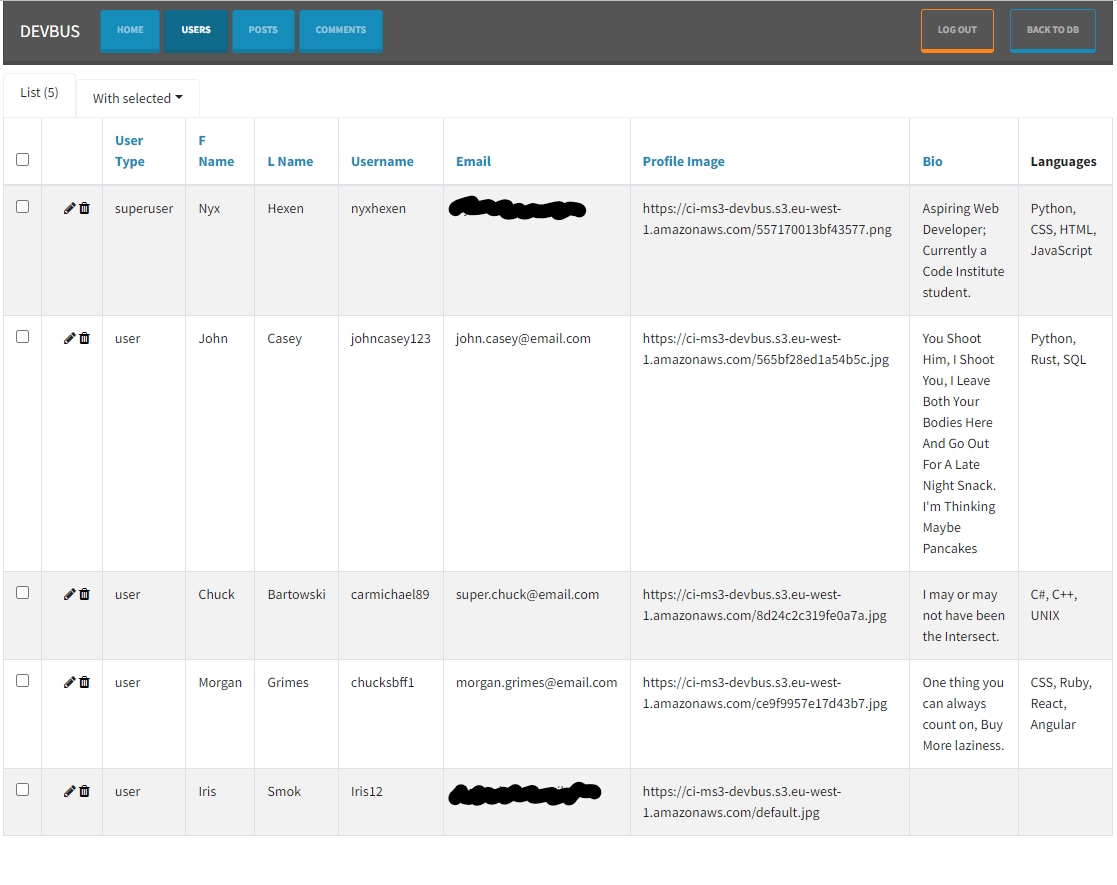 DEVBUS HOME USERS POSTS COMMENTS LOG OUT BACK TO DB
List (5) With selected
User Type F Name L Name Username Email Profile Image Bio Languages
superuser Nyx Hexen nyxhexen https://ci-ms3-devbus.s3.eu-west- Aspiring Web Python,
1.amazonaws.com/557170013bf43577.png Developer; CSS, HTML,
Currently a JavaScript
Code Institute
student.
user John Casey johncasey123 john.casey@email.com https://ci-ms3-devbus.s3.eu-west- You Shoot Python,
1.amazonaws.com/565bf28ed1a54b5c.jpg Him, I Shoot Rust, SQL
You, I Leave
Both Your
Bodies Here
And Go Out
For A Late
Night Snack.
I'm Thinking
Maybe
Pancakes
user Chuck Bartowski carmichael89 super.chuck@email.com https://ci-ms3-devbus.s3.eu-west- I may or may C#, C++,
1.amazonaws.com/8d24c2c319fe0a7a.jpg not have been UNIX
the Intersect.
user Morgan Grimes chucksbff1 morgan.grimes@email.com https://ci-ms3-devbus.s3.eu-west- One thing you CSS, Ruby,
1.amazonaws.com/ce9f9957e17d43b7.jpg can always React,
count on, Buy Angular
More laziness.
user Iris Smok Iris12 https://ci-ms3-devbus.s3.eu-west-
1.amazonaws.com/default.jpg